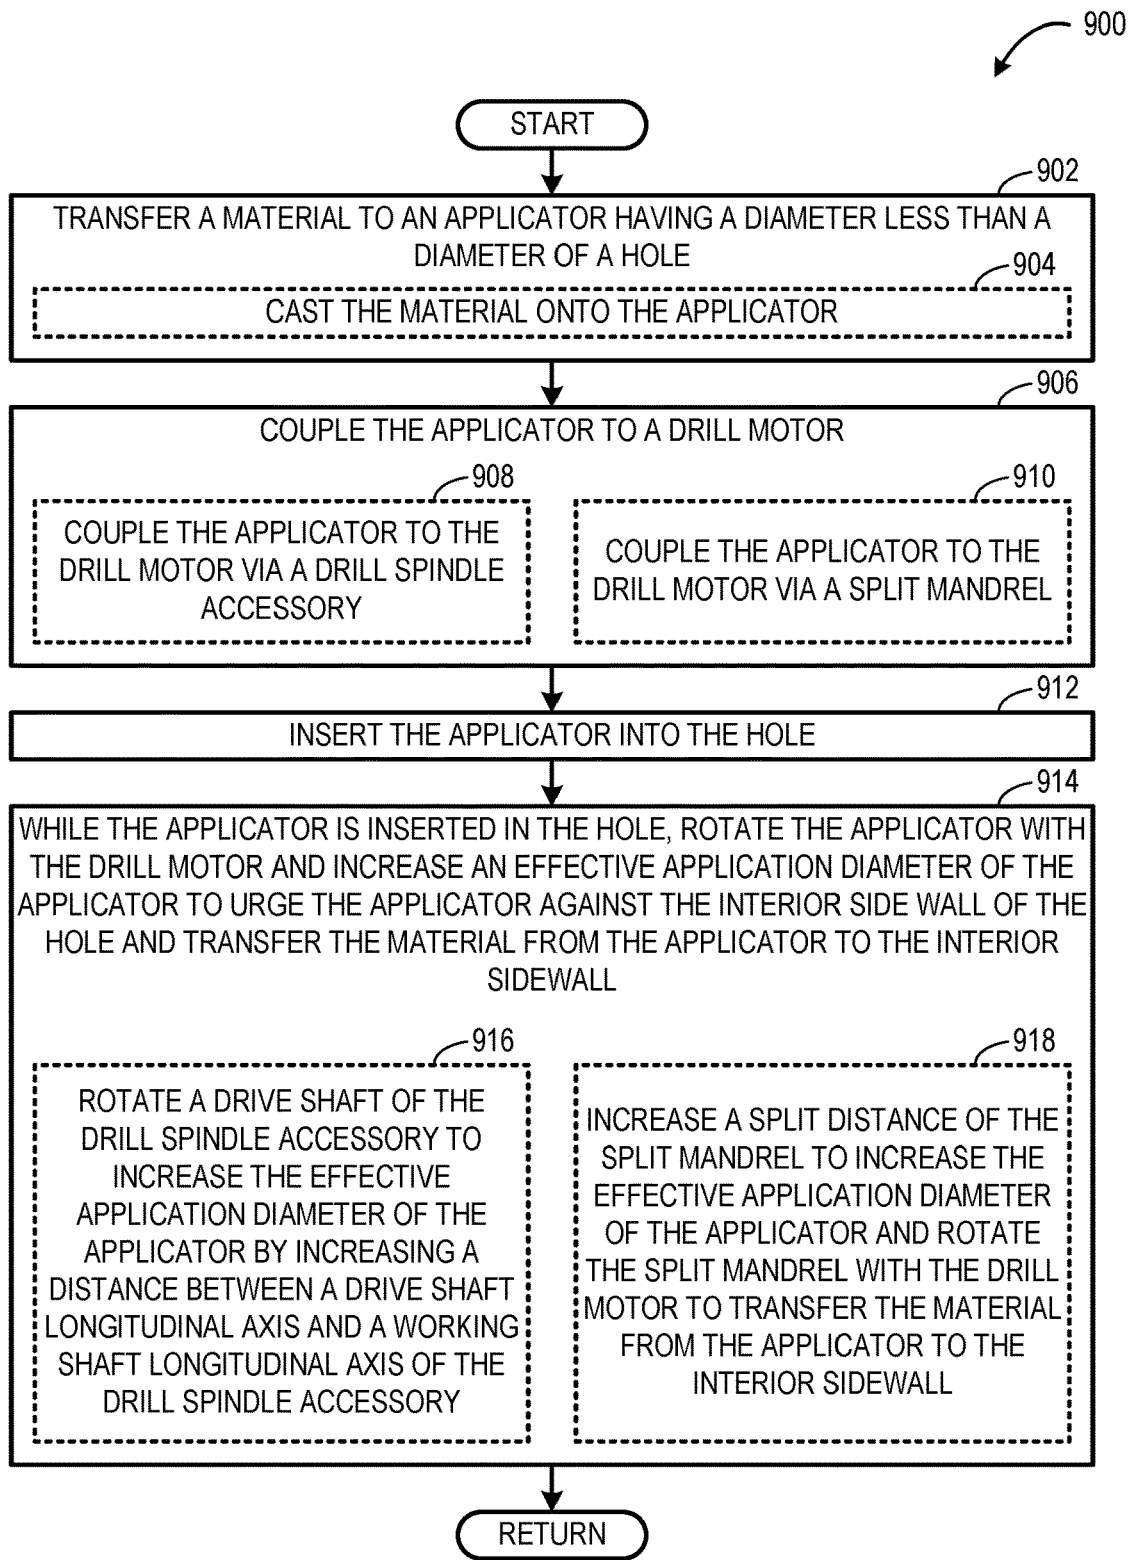 900
START
902
TRANSFER A MATERIAL TO AN APPLICATOR HAVING A DIAMETER LESS THAN A
DIAMETER OF A HOLE
904
CAST THE MATERIAL ONTO THE APPLICATOR
906
COUPLE THE APPLICATOR TO A DRILL MOTOR
908
COUPLE THE APPLICATOR TO THE
DRILL MOTOR VIA A DRILL SPINDLE
ACCESSORY
910
COUPLE THE APPLICATOR TO THE
DRILL MOTOR VIA A SPLIT MANDREL
912
INSERT THE APPLICATOR INTO THE HOLE
914
WHILE THE APPLICATOR IS INSERTED IN THE HOLE, ROTATE THE APPLICATOR WITH
THE DRILL MOTOR AND INCREASE AN EFFECTIVE APPLICATION DIAMETER OF THE
APPLICATOR TO URGE THE APPLICATOR AGAINST THE INTERIOR SIDE WALL OF THE
HOLE AND TRANSFER THE MATERIAL FROM THE APPLICATOR TO THE INTERIOR
SIDEWALL
916
ROTATE A DRIVE SHAFT OF THE
DRILL SPINDLE ACCESSORY TO
INCREASE THE EFFECTIVE
APPLICATION DIAMETER OF THE
APPLICATOR BY INCREASING A
DISTANCE BETWEEN A DRIVE SHAFT
LONGITUDINAL AXIS AND A WORKING
SHAFT LONGITUDINAL AXIS OF THE
DRILL SPINDLE ACCESSORY
918
INCREASE A SPLIT DISTANCE OF THE
SPLIT MANDREL TO INCREASE THE
EFFECTIVE APPLICATION DIAMETER
OF THE APPLICATOR AND ROTATE
THE SPLIT MANDREL WITH THE DRILL
MOTOR TO TRANSFER THE MATERIAL
FROM THE APPLICATOR TO THE
INTERIOR SIDEWALL
RETURN